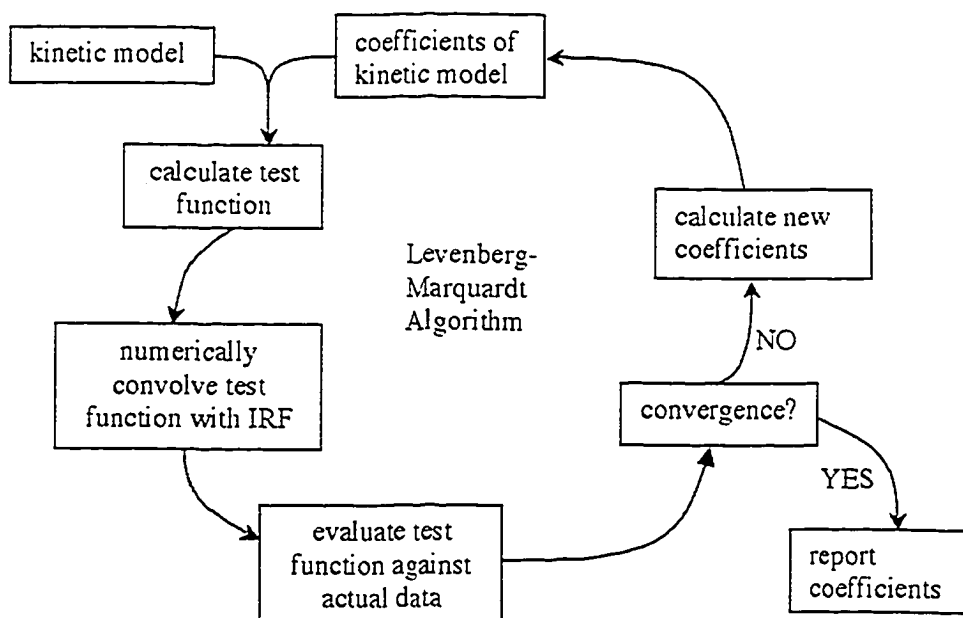 kinetic model
coefficients of
kinetic model
calculate test
function
numerically
convolve test
function with IRF
evaluate test
function against
actual data
Levenberg-
Marquardt
Algorithm
convergence?
NO
calculate new
coefficients
YES
report
coefficients